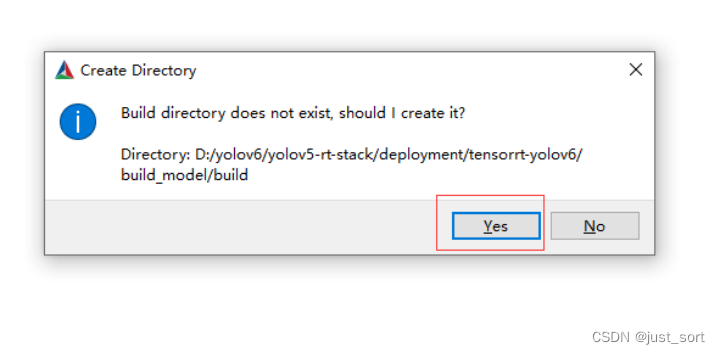 Create Directory
Build directory does not exist, should I create it?
Directory: D:/yolov6/yolov5-rt-stack/deployment/tensorrt-yolov6/
build_model/build
Yes
No
CSDN @just_sort